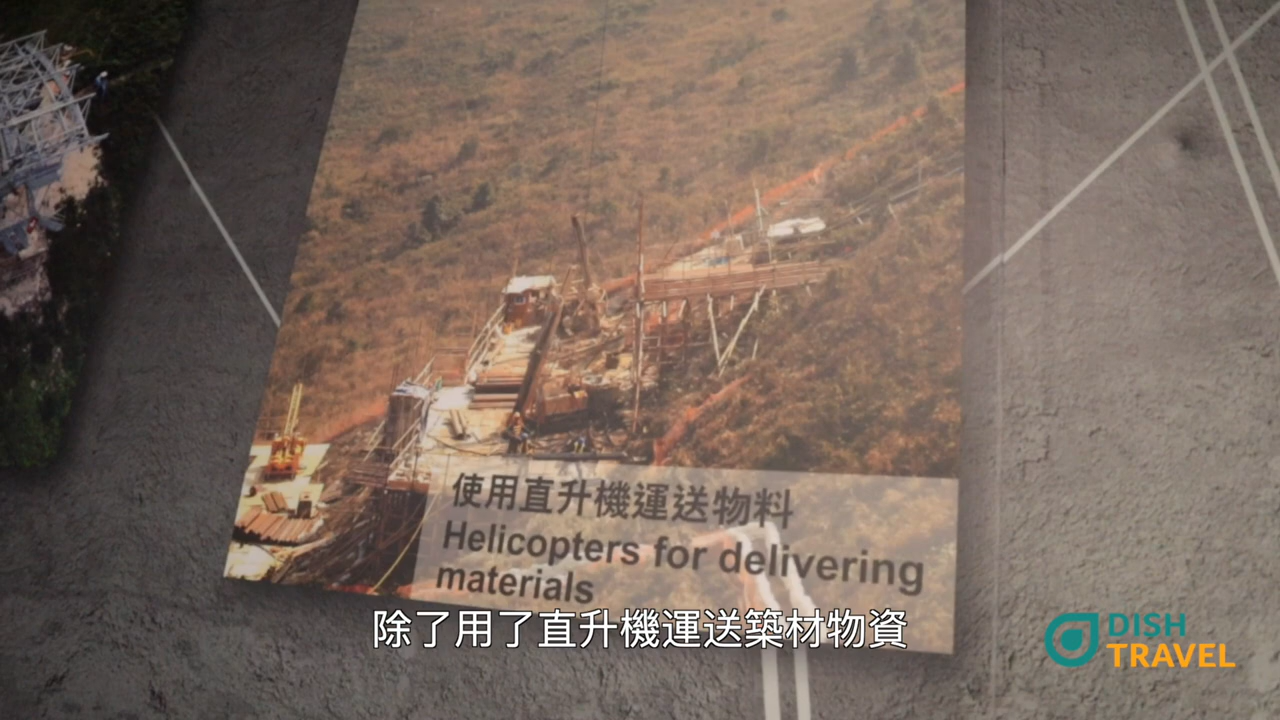 使用直升機運送物料
Helicopters for delivering
materials
除了用了直升機運送築材物資
DISH
TRAVEL